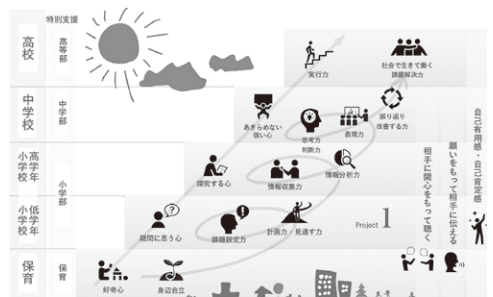 特別支援
高校
高等部
実行力
社会で生きて働く
課題解決力
中学校
中学部
あきらめない
強い心
思考力
判断力
表現力
振り返り
改善する力
小学校
高学年
小学部
探究する心
情報収集力
情報分析力
小学校
低学年
疑問に思う心
課題設定力
計画力・見通す力
Project 1
保育
保育
好奇心
身辺自立
相手に関心をもって聴く
願いをもって相手に伝える
自己有用感・自己肯定感